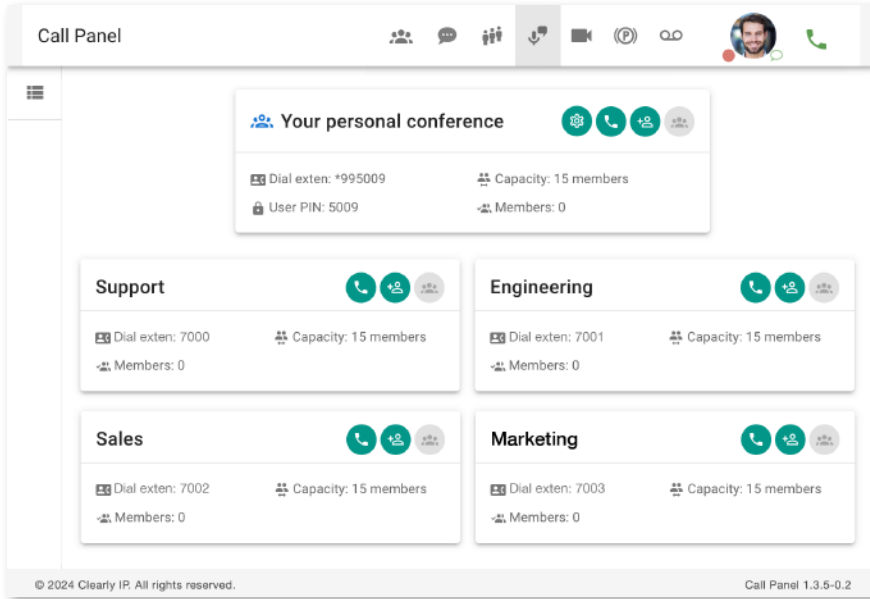 Call Panel
Your personal conference
Dial exten: *995009
Capacity: 15 members
User PIN: 5009
Members: 0
Support
Dial exten: 7000
Capacity: 15 members
Members: 0
Engineering
Dial exten: 7001
Capacity: 15 members
Members: 0
Sales
Dial exten: 7002
Capacity: 15 members
Members: 0
Marketing
Dial exten: 7003
Capacity: 15 members
Members: 0
© 2024 Clearly IP. All rights reserved.
Call Panel 1.3.5-0.2